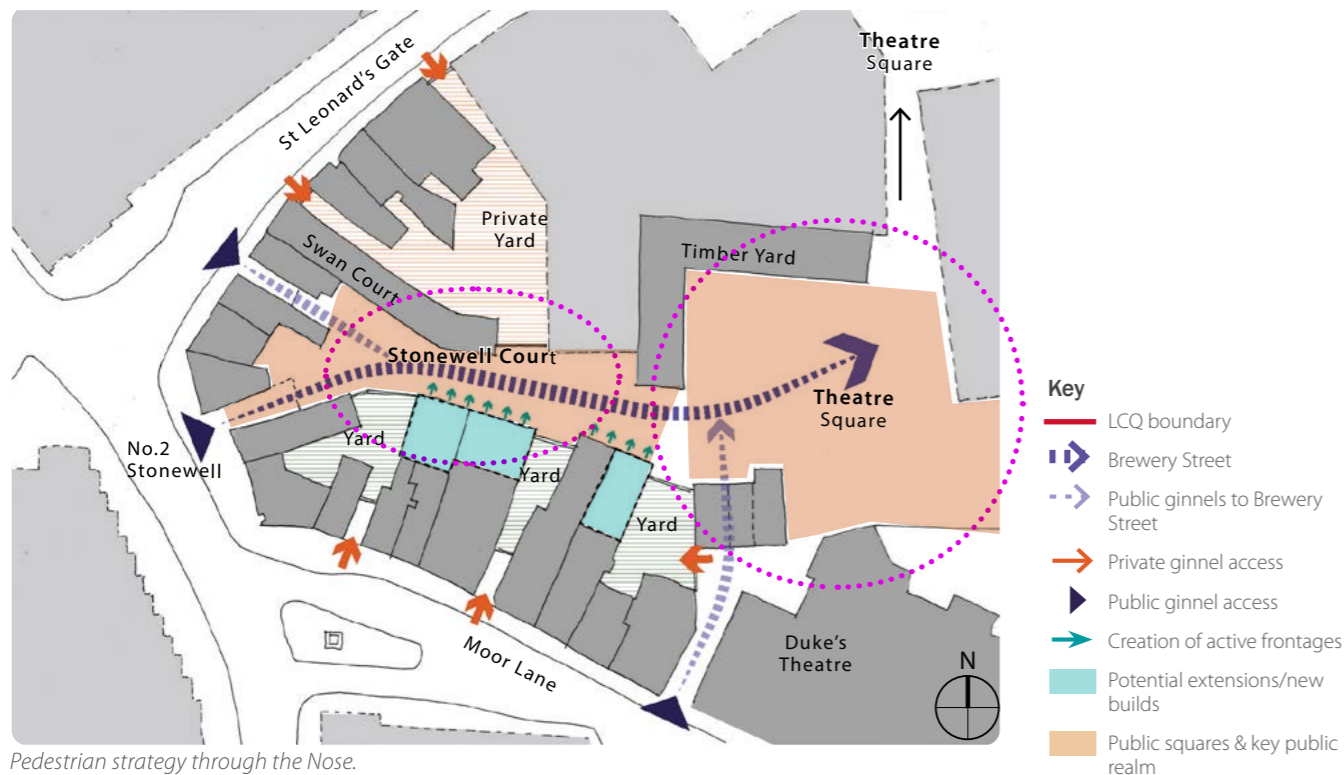 Theatre
Square
St Leonard's Gate
Private
Yard
Swan Court
Timber Yard
Stonewell Court
Theatre
Square
No.2
Stonewell
Yard
Yard
Yard
Moor Lane
Duke's
Theatre
N
Key
LCQ boundary
Brewery Street
Public ginnels to Brewery
Street
Private ginnel access
Public ginnel access
Creation of active frontages
Potential extensions/new
builds
Public squares & key public
realm
Pedestrian strategy through the Nose.